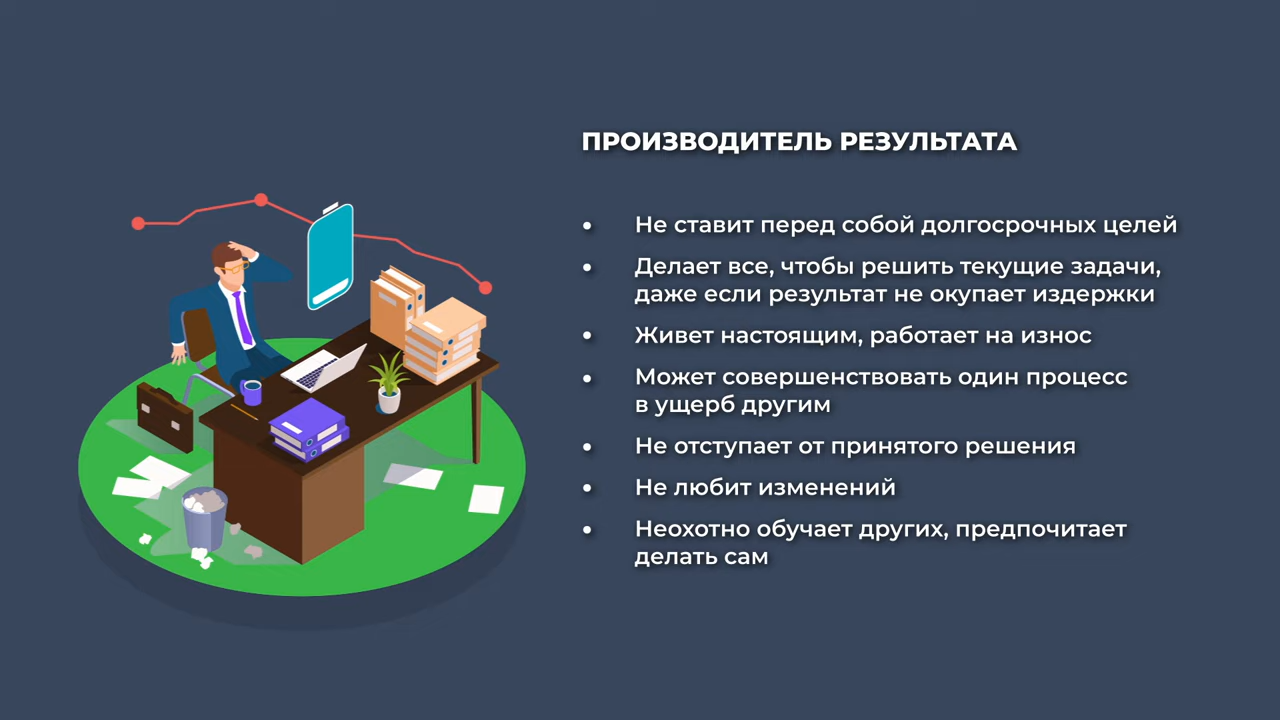 ПРОИЗВОДИТЕЛЬ РЕЗУЛЬТАТА
• Не ставит перед собой долгосрочных целей
• Делает все, чтобы решить текущие задачи,
даже если результат не окупает издержки
• Живет настоящим, работает на износ
• Может совершенствовать один процесс
в ущерб другим
• Не отступает от принятого решения
• Не любит изменений
• Неохотно обучает других, предпочитает
делать сам